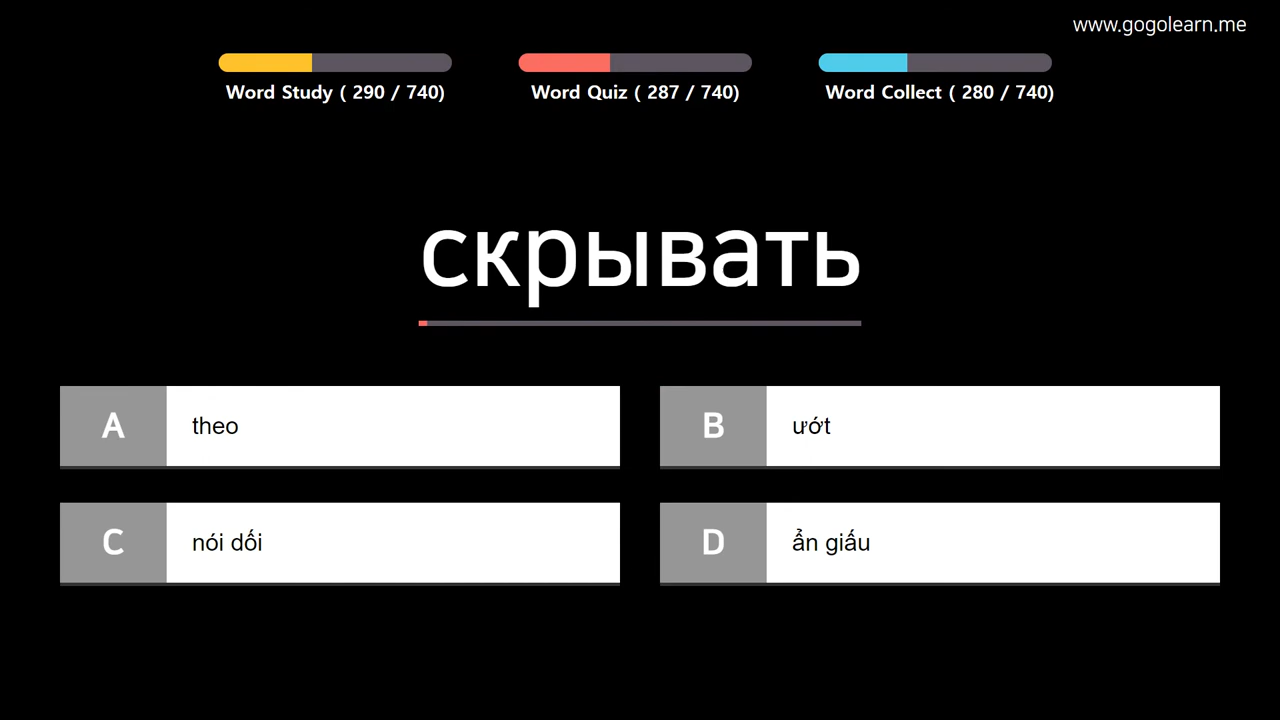 www.gogolearn.me
Word Study ( 290 / 740)
Word Quiz ( 287 / 740)
Word Collect ( 280 / 740)
скрывать
A theo
B ướt
C nói dối
D ẩn giấu